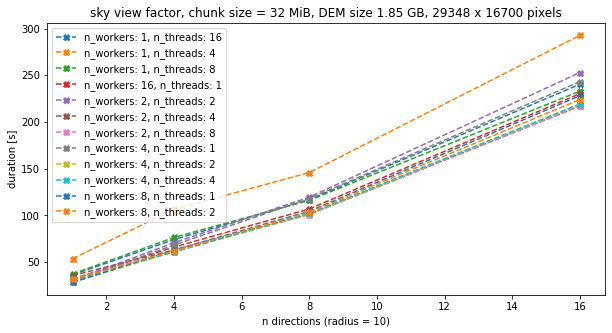 sky view factor, chunk size = 32 MiB, DEM size 1.85 GB, 29348 x 16700 pixels
n_workers: 1, n_threads: 16
n_workers: 1, n_threads: 4
n_workers: 1, n_threads: 8
n_workers: 16, n_threads: 1
n_workers: 2, n_threads: 2
n_workers: 2, n_threads: 4
n_workers: 2, n_threads: 8
n_workers: 4, n_threads: 1
n_workers: 4, n_threads: 2
n_workers: 4, n_threads: 4
n_workers: 8, n_threads: 1
n_workers: 8, n_threads: 2
duration [s]
300
250
200
150
100
50
2 4 6 8 10 12 14 16
n directions (radius = 10)